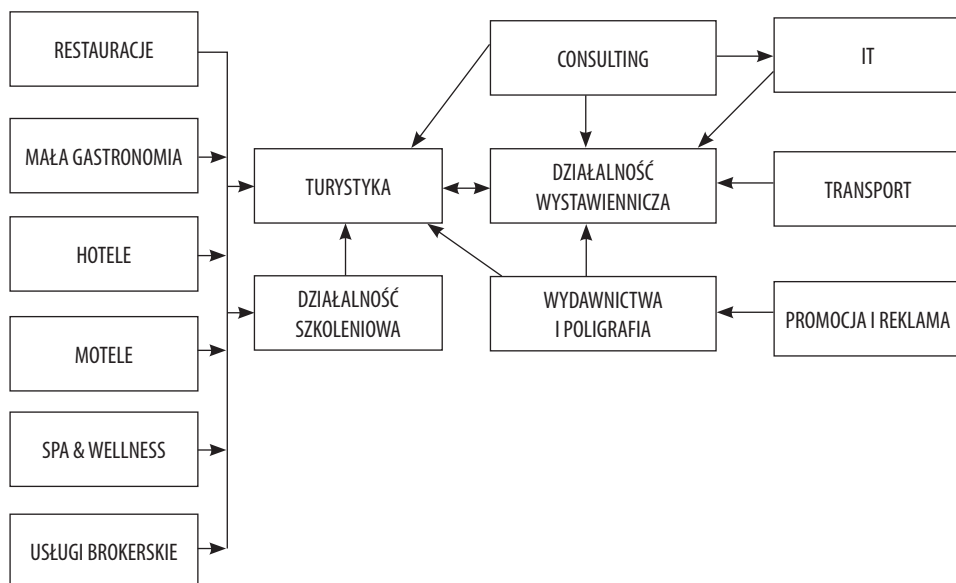 RESTAURACJE
CONSULTING
IT
MAŁA GASTRONOMIA
TURYSTYKA
DZIAŁALNOŚĆ
WYSTAWIENNICZA
TRANSPORT
HOTELE
DZIAŁALNOŚĆ
SZKOLENIOWA
WYDAWNICTWA
I POLIGRAFIA
PROMOCJA I REKLAMA
MOTELE
SPA & WELLNESS
USŁUGI BROKERSKIE